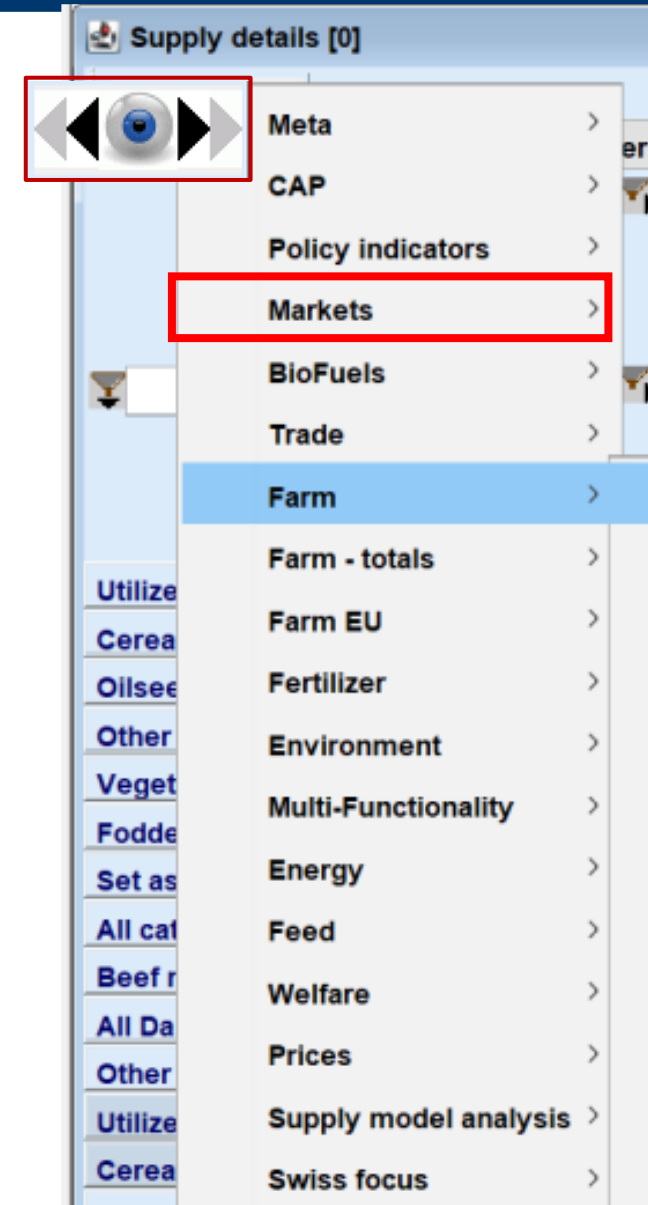 Supply details [0]
Meta
CAP
Policy indicators
Markets
BioFuels
Trade
Farm
Farm - totals
Farm EU
Fertilizer
Environment
Multi-Functionality
Energy
Feed
Welfare
Prices
Supply model analysis
Swiss focus
er
Utilize
Cerea
Oilsee
Other
Veget
Fodde
Set as
All cat
Beef r
All Da
Other
Utilize
Cerea